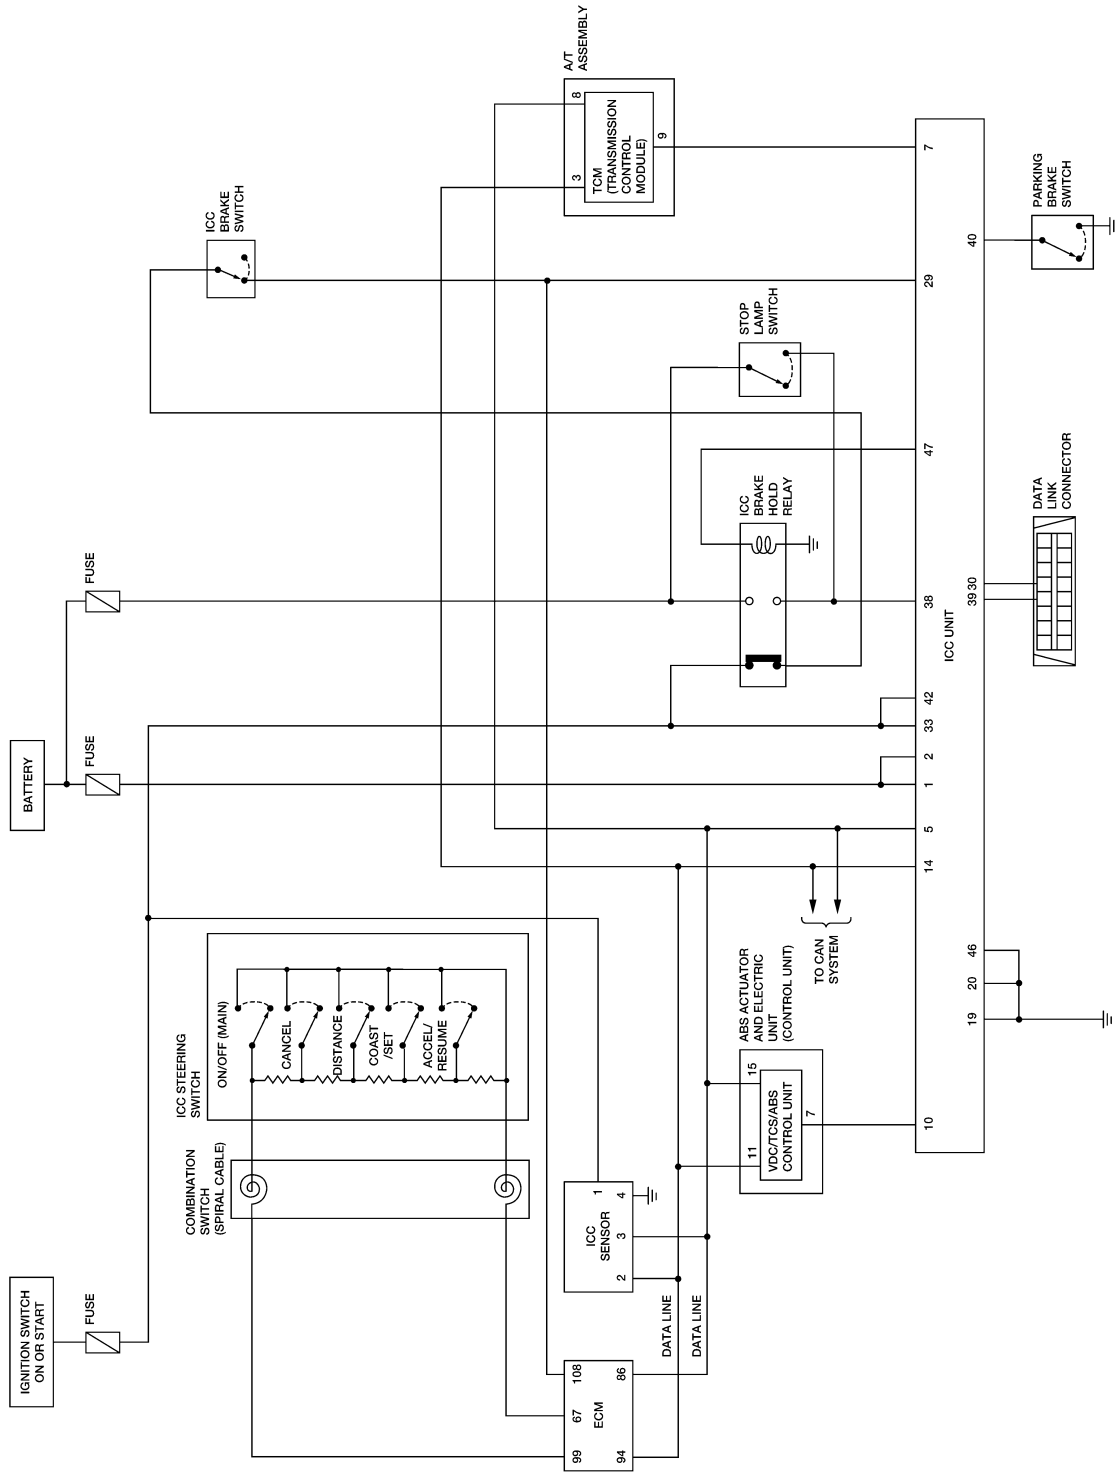 IGNITION SWITCH
ON OR START
FUSE
BATTERY
FUSE
FUSE
COMBINATION
SWITCH
(SPIRAL CABLE)
ICC STEERING
SWITCH
ON/OFF (MAIN)
CANCEL
DISTANCE
COAST
/SET
ACCEL/
RESUME
ICC
BRAKE
SWITCH
A/T
ASSEMBLY
TCM
(TRANSMISSION
CONTROL
MODULE)
3
8
9
ECM
99
67
108
94
86
DATA LINE
DATA LINE
ICC
SENSOR
1
2
3
4
ABS ACTUATOR
AND ELECTRIC
UNIT
(CONTROL UNIT)
VDC/TCS/ABS
CONTROL UNIT
11
15
7
TO CAN
SYSTEM
ICC
BRAKE
HOLD
RELAY
STOP
LAMP
SWITCH
ICC UNIT
10
14
5
1
2
33
42
38
47
29
7
19
20
46
39
30
40
DATA
LINK
CONNECTOR
PARKING
BRAKE
SWITCH